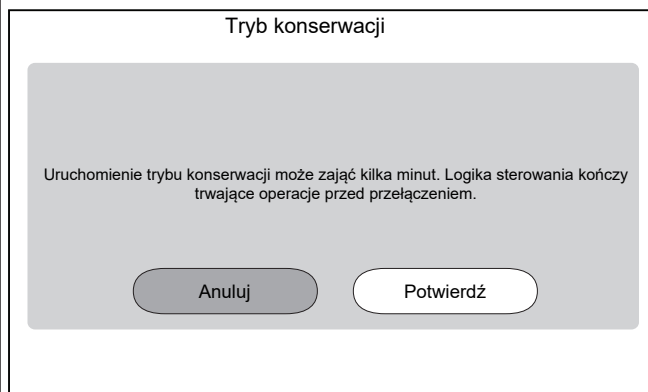 Tryb konserwacji
Uruchomienie trybu konserwacji może zająć kilka minut. Logika sterowania kończy
trwające operacje przed przełączeniem.
Anuluj
Potwierdź